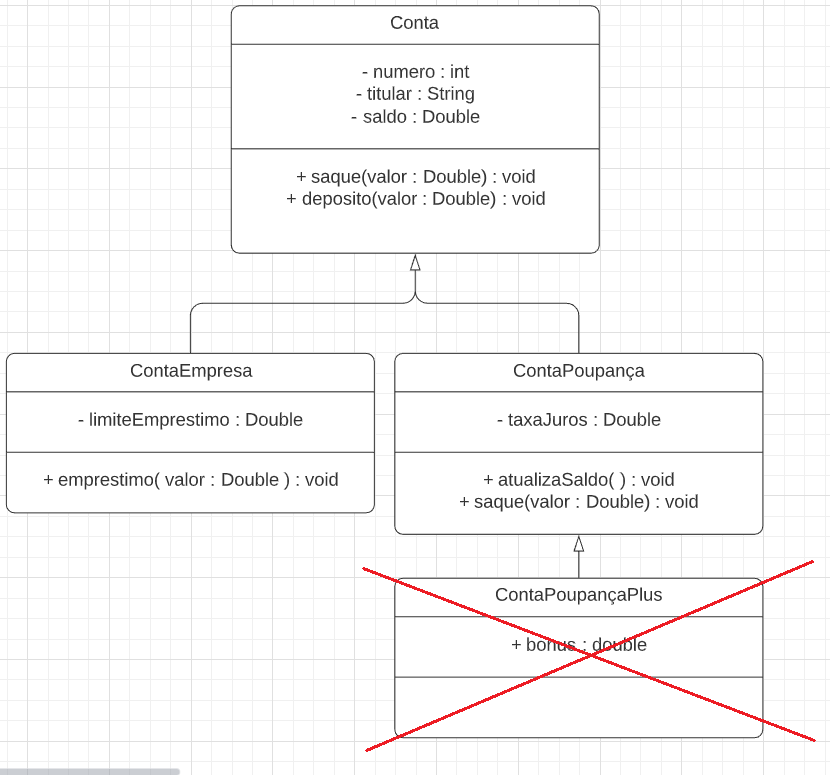 Conta
- numero : int
- titular : String
- saldo : Double
+ saque(valor : Double) : void
+ deposito(valor : Double) : void
ContaEmpresa
- limiteEmprestimo : Double
+ emprestimo( valor : Double ) : void
ContaPoupança
- taxaJuros : Double
+ atualizaSaldo( ) : void
+ saque(valor : Double) : void
ContaPoupançaPlus
+ bonus : double